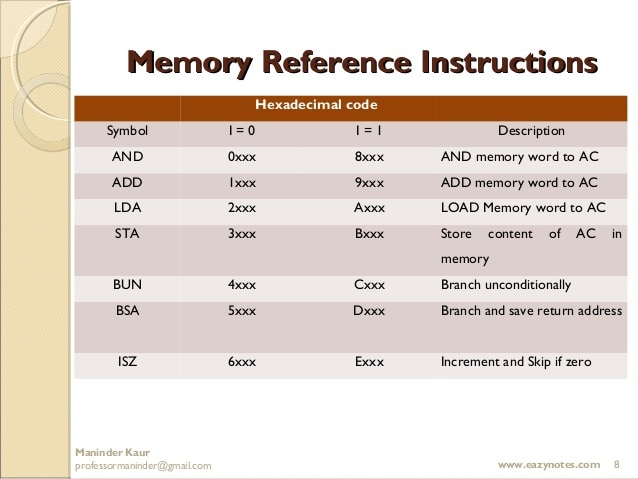 Memory Reference Instructions
Hexadecimal code
Symbol I = 0 I = 1 Description
AND 0xxx 8xxx AND memory word to AC
ADD 1xxx 9xxx ADD memory word to AC
LDA 2xxx Axxx LOAD Memory word to AC
STA 3xxx Bxxx Store content of AC in
memory
BUN 4xxx Cxxx Branch unconditionally
BSA 5xxx Dxxx Branch and save return address
ISZ 6xxx Exxx Increment and Skip if zero
Maninder Kaur
professormaninder@gmail.com www.eazynotes.com 8